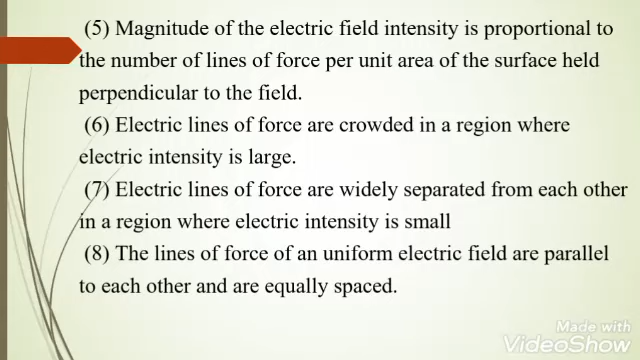 (5) Magnitude of the electric field intensity is proportional to
the number of lines of force per unit area of the surface held
perpendicular to the field.
(6) Electric lines of force are crowded in a region where
electric intensity is large.
(7) Electric lines of force are widely separated from each other
in a region where electric intensity is small
(8) The lines of force of an uniform electric field are parallel
to each other and are equally spaced.
Made with
VideoShow